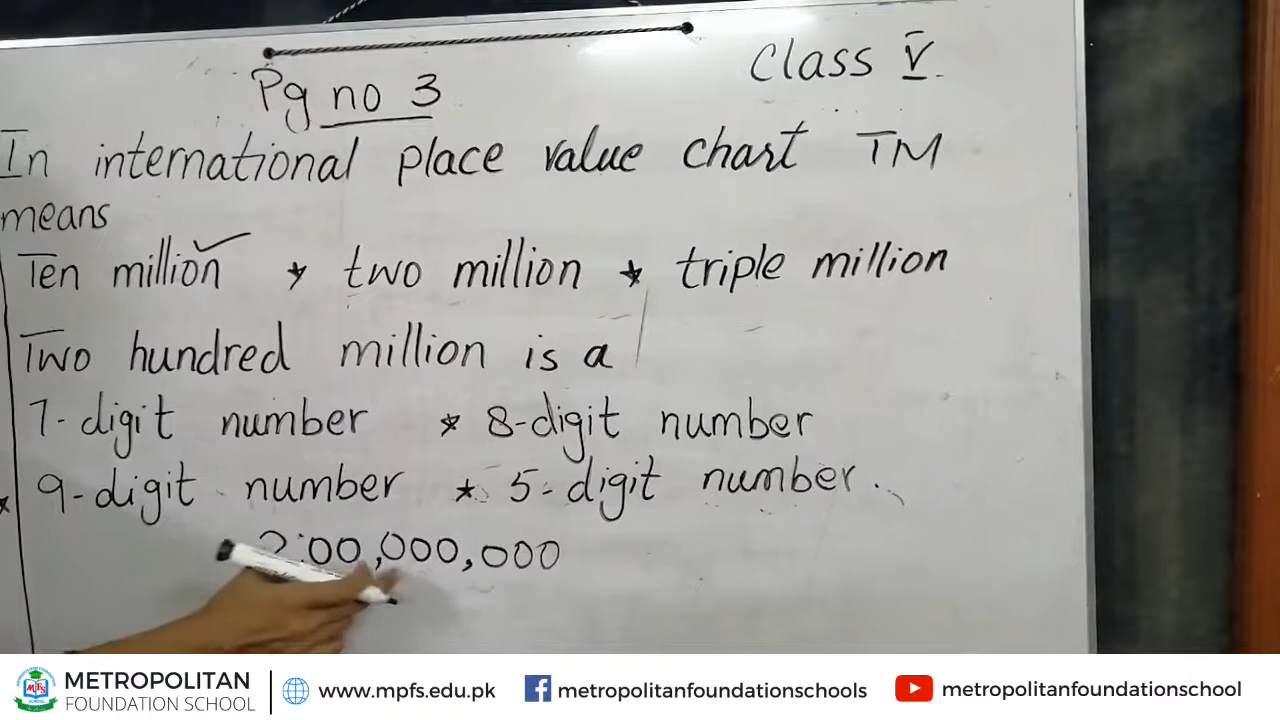 Pg no 3
Class V.
In international place value chart TM
means
Ten million ✓ * two million * triple million
Two hundred million is a
7-digit number * 8-digit number
* 9-digit number * 5-digit number.
200,000,000
METROPOLITAN
FOUNDATION SCHOOL
MFS
www.mpfs.edu.pk
metropolitanfoundationschools
metropolitanfoundationschool